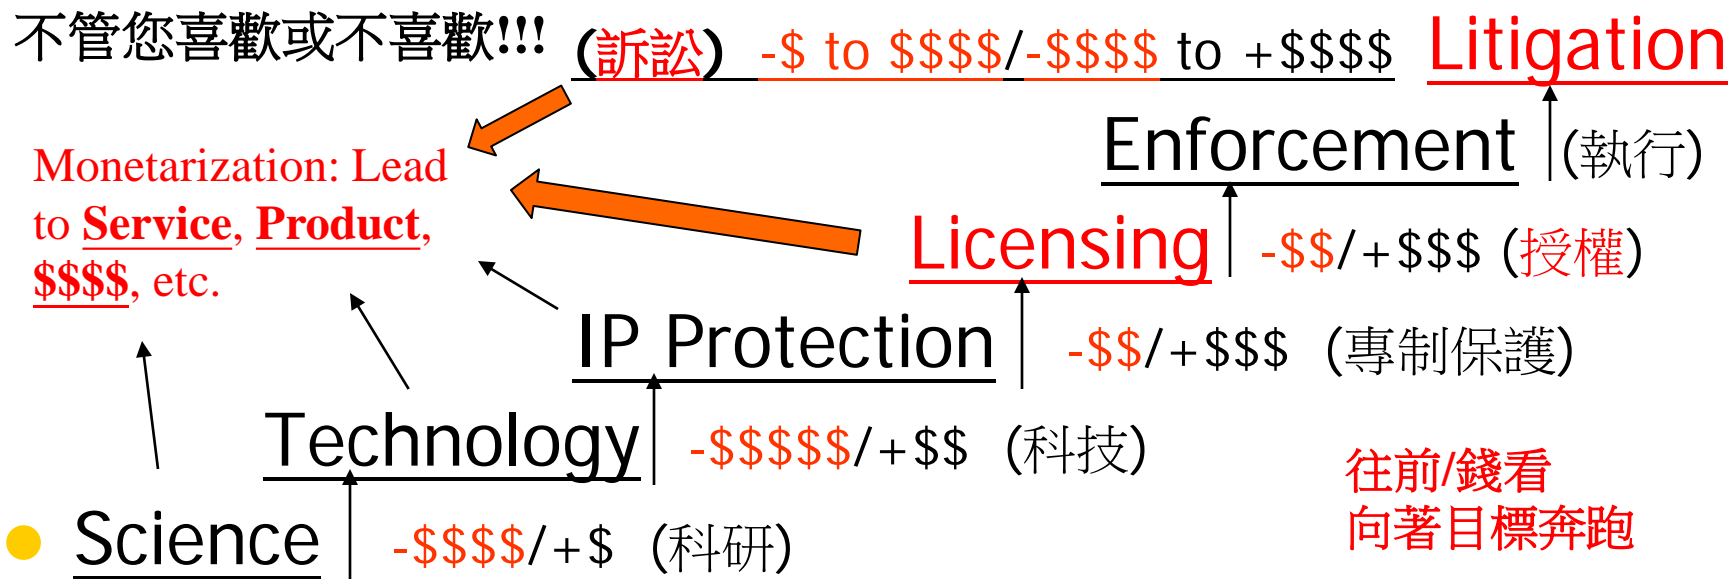 不管您喜歡或不喜歡!!! (訴訟) -$ to $$$$/-$$$$ to +$$$$ Litigation
Enforcement (執行)
Monetarization: Lead
to Service, Product,
$$$$, etc.
Licensing -$$/+$$$ (授權)
IP Protection -$$/+$$$ (專制保護)
Technology -$$$$$/+$$ (科技)
往前/錢看
向著目標奔跑
Science -$$$$/+$ (科研)